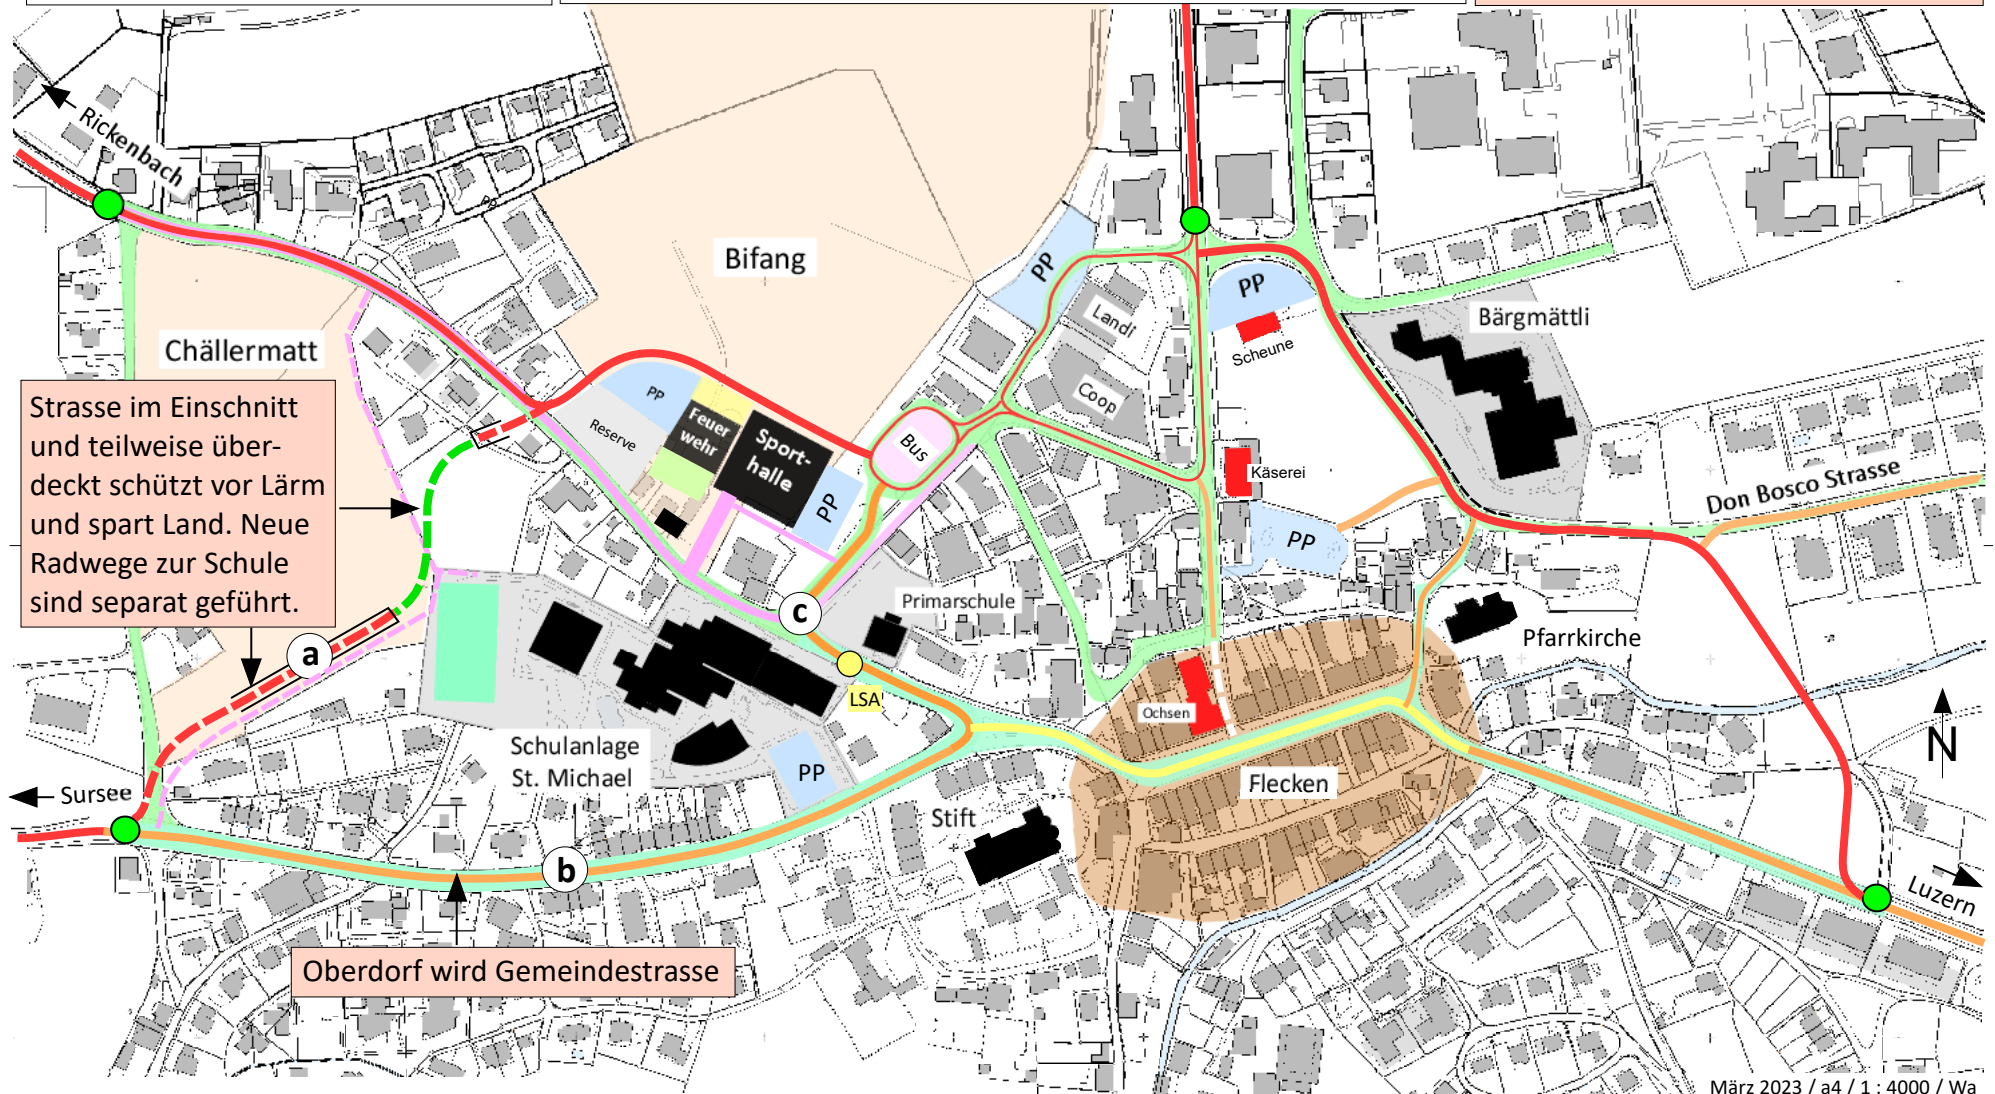 Rickenbach
PP
Bifang
PP
PP
Landi
Scheune
Bärgmättli
Chällermatt
Strasse im Einschnitt
und teilweise über-
deckt schützt vor Lärm
und spart Land. Neue
Radwege zur Schule
sind separat geführt.
PP
Reserve
Feuer
wehr
Sport-
halle
PP
Bus
Coop
Käserei
PP
Don Bosco Strasse
a
c
Primarschule
LSA
Pfarrkirche
Ochsen
Schulanlage
St. Michael
PP
Sursee
Stift
Flecken
N
b
Luzern
Oberdorf wird Gemeindestrasse
März 2023 / a4 / 1 : 4000 / Wa